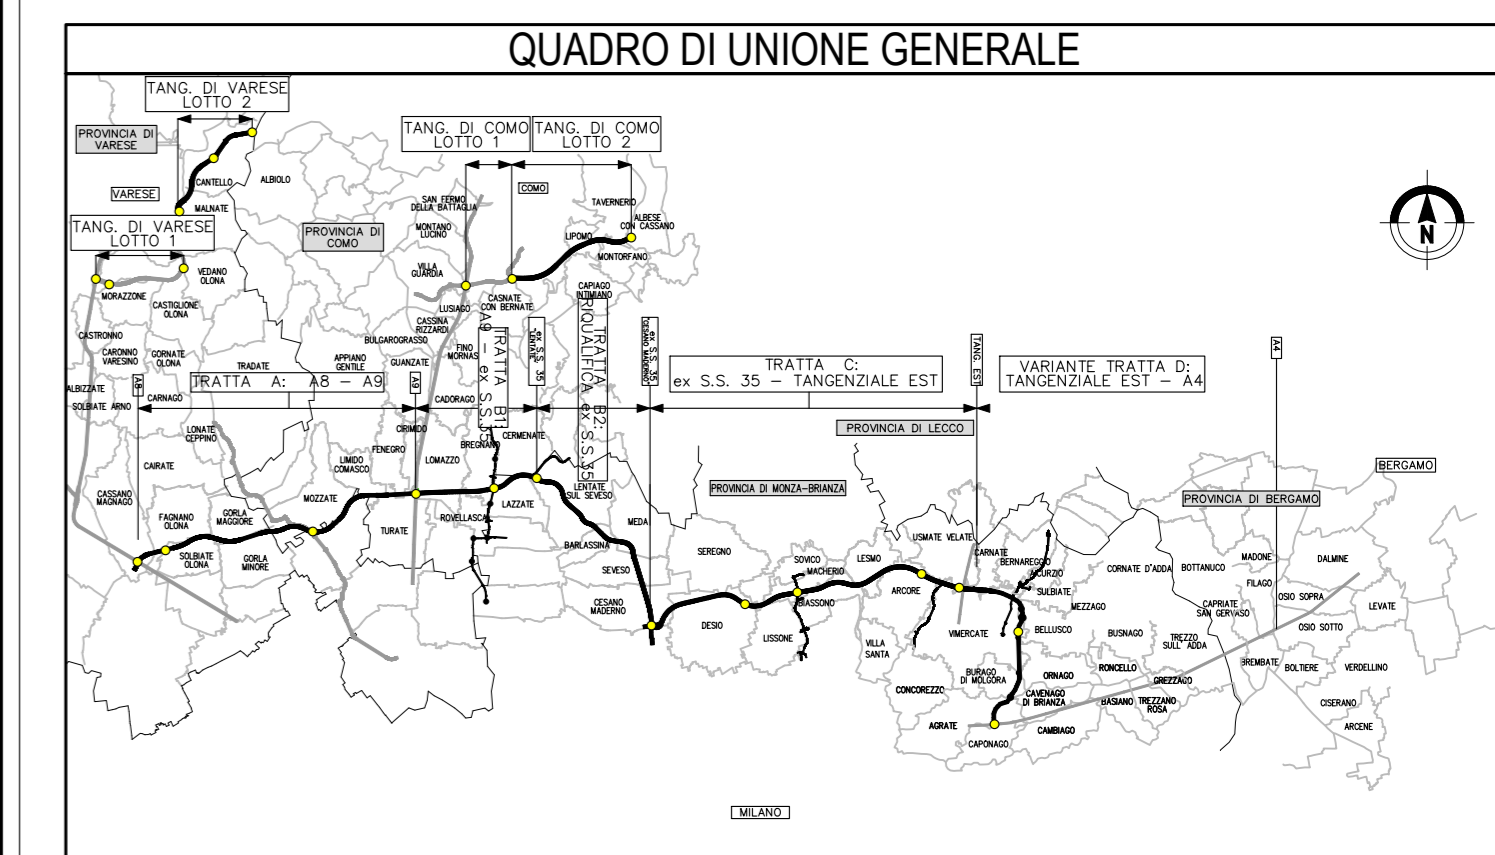 QUADRO DI UNIONE GENERALE
TANG. DI VARESE
LOTTO 2
PROVINCIA DI
VARESE
TANG. DI COMO
LOTTO 1
TANG. DI COMO
LOTTO 2
CANTELLO
ALBIOLO
VARESE
MALNATE
COMO
SAN FERMO
DELLA BATTAGLIA
TAVERNERIO
ALBESE
CON CASSANO
TANG. DI VARESE
LOTTO 1
PROVINCIA DI
COMO
MONTANO
LUCINO
LIPOMO
MONTORFANO
N
VEDANO
OLONA
VILLA
GUARDIA
MORAZZONE
CASTIGLIONE
OLONA
LUSIAGO
CASNATE
CON BERNATE
CAPIAGO
INTIMIANO
CASTRONNO
CASSINA
RIZZARDI
BULGAROGRASSO
CARONNO
VARESINO
GORNATE
OLONA
TRADATE
APPIANO
GENTILE
GUANZATE
FINO
MORNAS
TRATTA B1:
A9 - ex S.S.35
ex S.S. 35
LENTATE
TRATTA B2:
RIQUALIFICA ex S.S.35
ex S.S. 35
CESANO MADERNO
TRATTA C:
ex S.S. 35 - TANGENZIALE EST
TANG. EST
VARIANTE TRATTA D:
TANGENZIALE EST - A4
A4
ALBIZZATE
A8
TRATTA A: A8 - A9
A9
SOLBIATE ARNO
CARNAGO
CADORAGO
LONATE
CEPPINO
CIRIMIDO
CERMENATE
PROVINCIA DI LECCO
FENEGRO
BREGNANO
CAIRATE
LIMIDO
COMASCO
LOMAZZO
BERGAMO
CASSANO
MAGNAGO
MOZZATE
LAZZATE
LENTATE
SUL SEVESO
PROVINCIA DI MONZA-BRIANZA
PROVINCIA DI BERGAMO
FAGNANO
OLONA
GORLA
MAGGIORE
TURATE
ROVELLASCA
MEDA
SOLBIATE
OLONA
GORLA
MINORE
BARLASSINA
SEVESO
SEREGNO
SOVICO
MACHERIO
LESMO
USMATE VELATE
CARNATE
BERNAREGGIO
AICURZIO
CORNATE D'ADDA
BOTTANUCO
MADONE
DALMINE
FILAGO
CESANO
MADERNO
BIASSONO
ARCORE
SULBIATE
MEZZAGO
CAPRIATE
SAN GERVASO
OSIO SOPRA
LEVATE
DESIO
LISSONE
VILLA
SANTA
VIMERCATE
BELLUSCO
BUSNAGO
TREZZO
SULL' ADDA
OSIO SOTTO
BREMBATE
BOLTIERE
VERDELLINO
CONCOREZZO
BURAGO
DI MOLGORA
ORNAGO
RONCELLO
GREZZAGO
CAVENAGO
DI BRIANZA
BASIANO
TREZZANO
ROSA
CISERANO
ARCENE
AGRATE
CAPONAGO
CAMBIAGO
MILANO